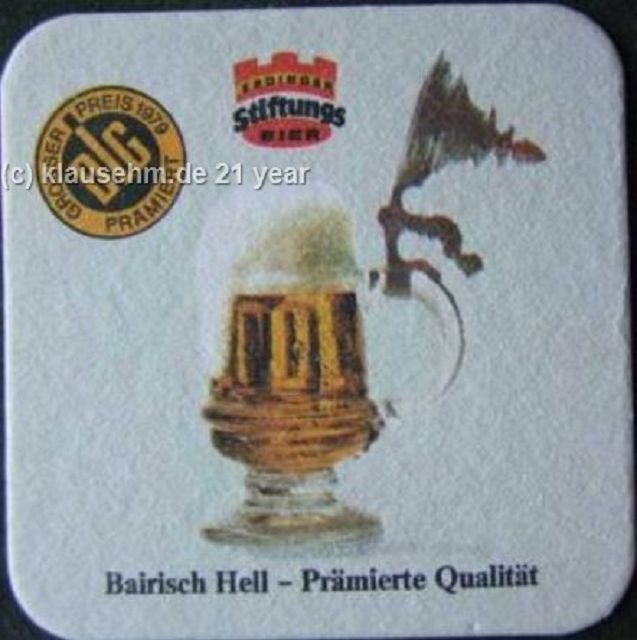 ERDINGER
Stiftungs
BIER
GROSSER PREIS 1979
DLG
PRÄMIERT
(c) klausehm.de 21 year
Bairisch Hell – Prämierte Qualität